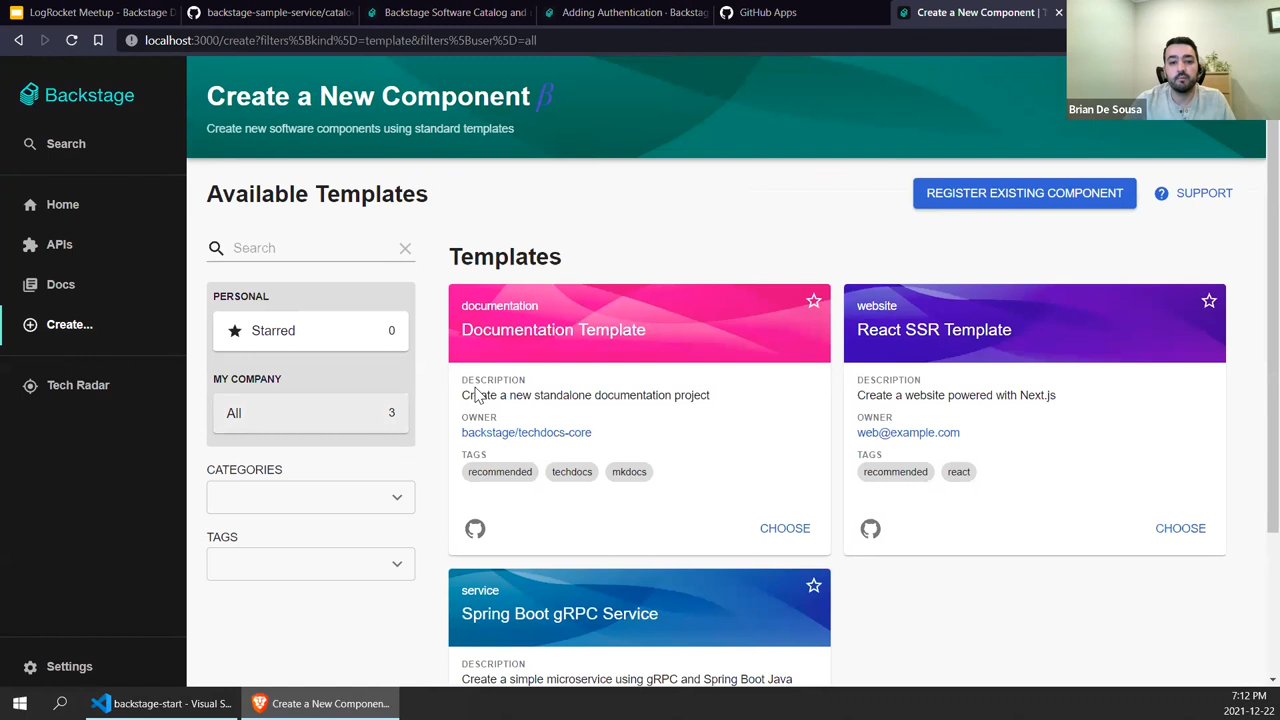 LogRocket Meetup - Backstage D
backstage-sample-service/catalo
Backstage Software Catalog and
Adding Authentication · Backsta
GitHub Apps
Create a New Component | T
localhost:3000/create?filters%5Bkind%5D=template&filters%5Buser%5D=all
Brian De Sousa
Backstage
Search
Home
APIs
Docs
Create...
Tech Radar
Settings
Create a New Component β
Create new software components using standard templates
Available Templates
REGISTER EXISTING COMPONENT
SUPPORT
Search
PERSONAL
Starred 0
MY COMPANY
All 3
CATEGORIES
TAGS
Templates
documentation
Documentation Template
DESCRIPTION
Create a new standalone documentation project
OWNER
backstage/techdocs-core
TAGS
recommended techdocs mkdocs
CHOOSE
website
React SSR Template
DESCRIPTION
Create a website powered with Next.js
OWNER
web@example.com
TAGS
recommended react
CHOOSE
service
Spring Boot gRPC Service
DESCRIPTION
Create a simple microservice using gRPC and Spring Boot Java
backstage-start - Visual S...
Create a New Componen...
7:12 PM
2021-12-22